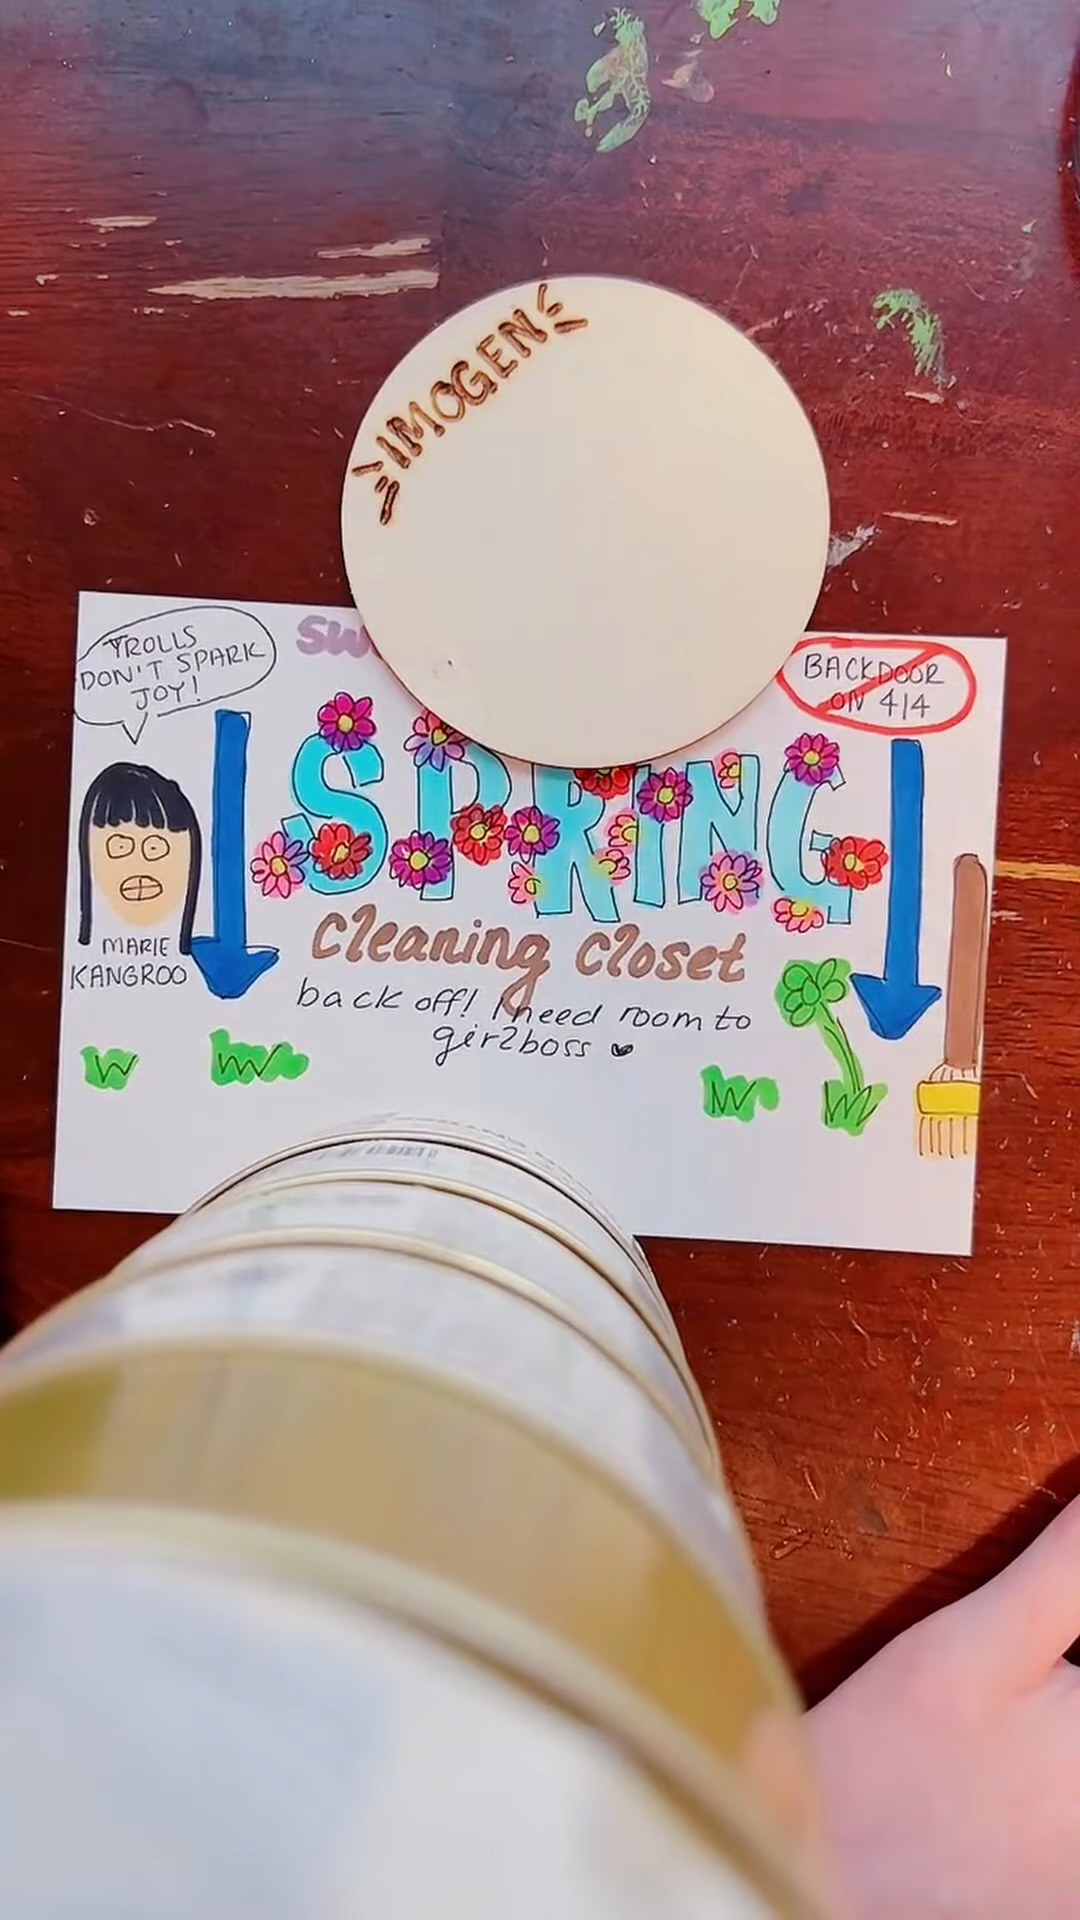 IMOGEN
TROLLS
DON'T SPARK
JOY!
BACKDOOR
ON 4/4
SPRING
Cleaning Closet
MARIE
KANGROO
back off! I need room to
girlboss